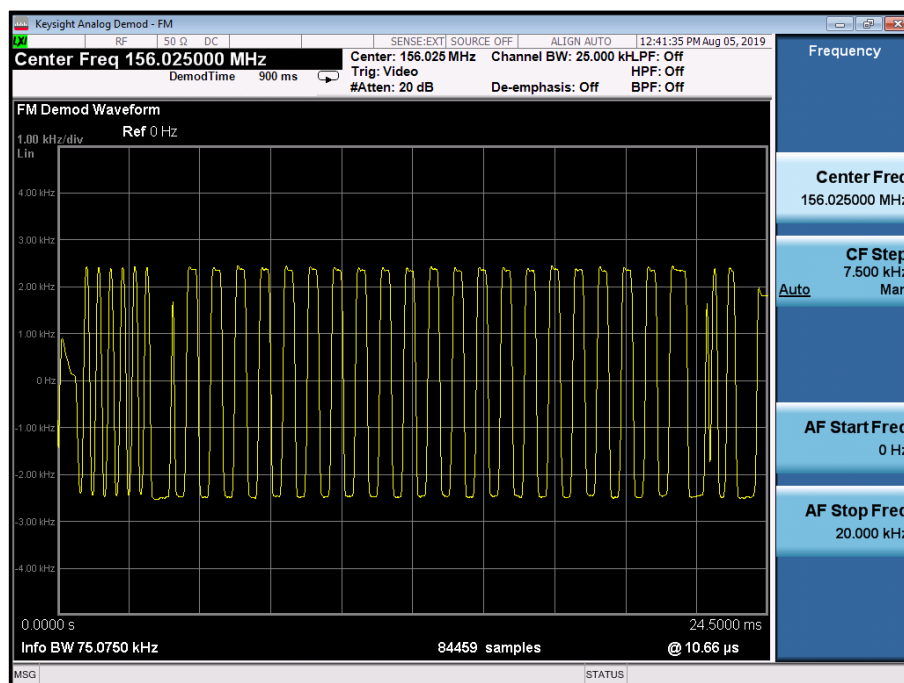 Keysight Analog Demod - FM
LXI RF 50 Ω DC SENSE:EXT SOURCE OFF ALIGN AUTO 12:41:35 PM Aug 05, 2019
Center Freq 156.025000 MHz
DemodTime 900 ms
Center: 156.025 MHz Channel BW: 25.000 kHLPF: Off
Trig: Video HPF: Off
#Atten: 20 dB De-emphasis: Off BPF: Off
FM Demod Waveform
Ref 0 Hz
1.00 kHz/div
Lin
4.00 kHz
3.00 kHz
2.00 kHz
1.00 kHz
0 Hz
-1.00 kHz
-2.00 kHz
-3.00 kHz
-4.00 kHz
0.0000 s 24.5000 ms
Info BW 75.0750 kHz 84459 samples @ 10.66 µs
MSG STATUS
Frequency
Center Freq
156.025000 MHz
CF Step
7.500 kHz
Auto Man
AF Start Freq
0 Hz
AF Stop Freq
20.000 kHz